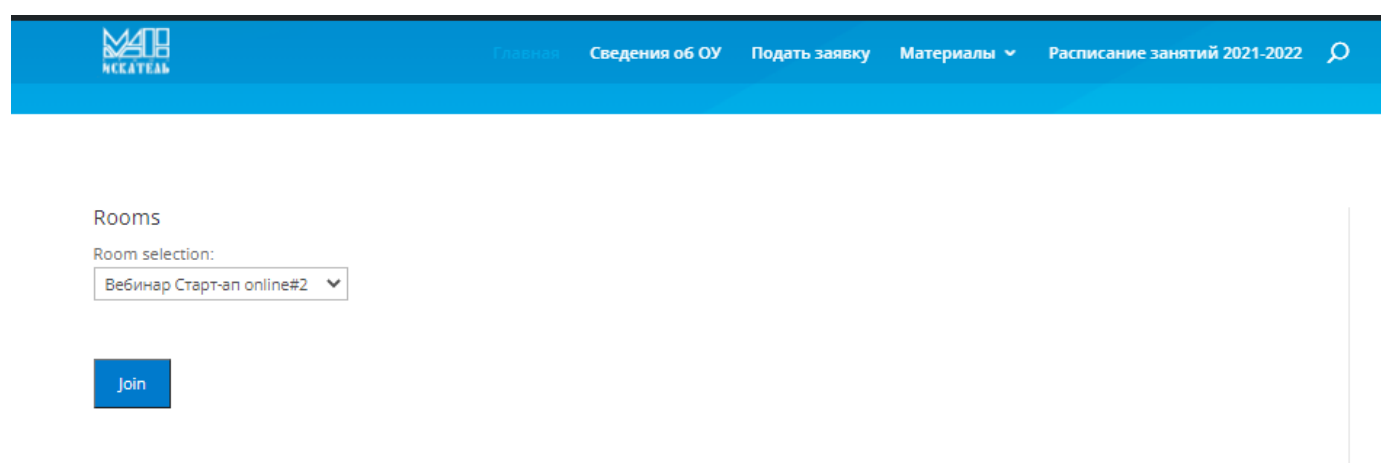 МАН
ИСКАТЕЛЬ
Главная Сведения об ОУ Подать заявку Материалы Расписание занятий 2021-2022
Rooms
Room selection:
Вебинар Старт-ап online#2
Join